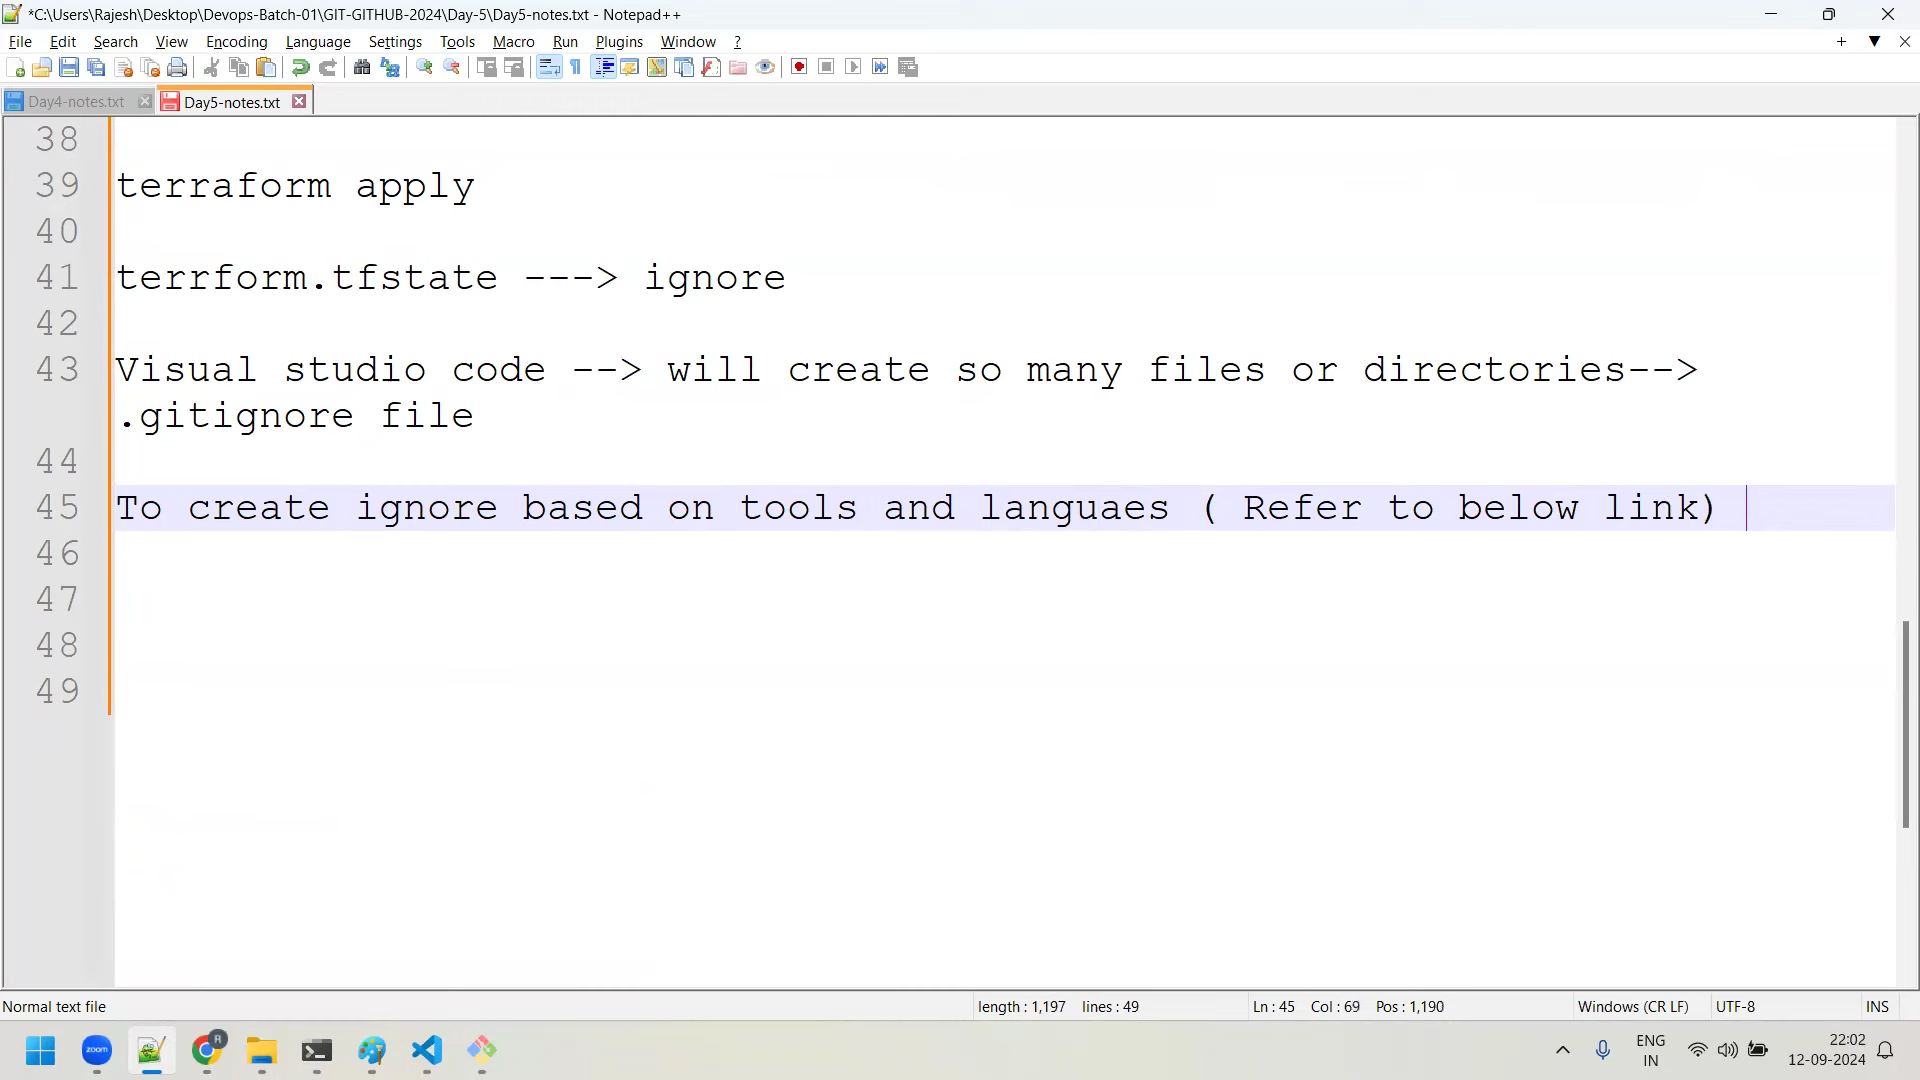 *C:\Users\Rajesh\Desktop\Devops-Batch-01\GIT-GITHUB-2024\Day-5\Day5-notes.txt - Notepad++
File Edit Search View Encoding Language Settings Tools Macro Run Plugins Window ?
Day4-notes.txt Day5-notes.txt
38
39 terraform apply
40
41 terrform.tfstate ---> ignore
42
43 Visual studio code --> will create so many files or directories-->
.gitignore file
44
45 To create ignore based on tools and languaes ( Refer to below link)
46
47
48
49
Normal text file length : 1,197 lines : 49 Ln : 45 Col : 69 Pos : 1,190 Windows (CR LF) UTF-8 INS
zoom R ENG 22:02
IN 12-09-2024